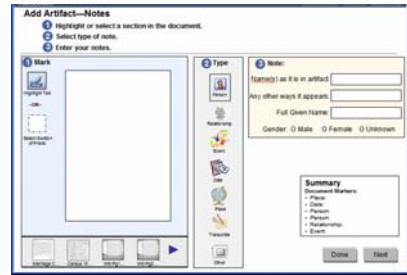 Add Artifact—Notes
1 Highlight or select a section in the document.
2 Select type of note.
3 Enter your notes.
1 Mark
Highlight Text
-OR-
Select Section of Photo
2 Type
Person
Relationship
Event
Date
Place
Transcribe
Other
3 Note:
Name(s) as it is in artifact:
Any other ways it appears:
Full Given Name:
Gender: O Male O Female O Unknown
Summary
Document Markers:
- Place:
- Date:
- Person:
- Person:
- Relationship:
- Event:
Done Next